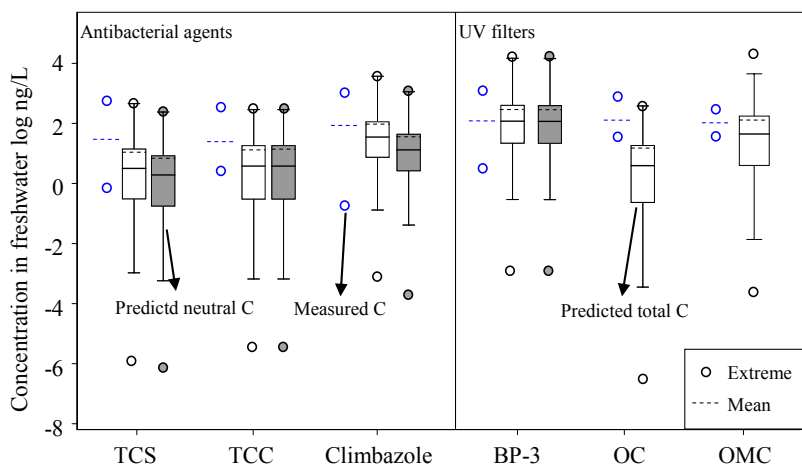 Antibacterial agents
UV filters
Concentration in freshwater log ng/L
4
2
0
-2
-4
-6
-8
Predictd neutral C
Measured C
Predicted total C
Extreme
Mean
TCS
TCC
Climbazole
BP-3
OC
OMC